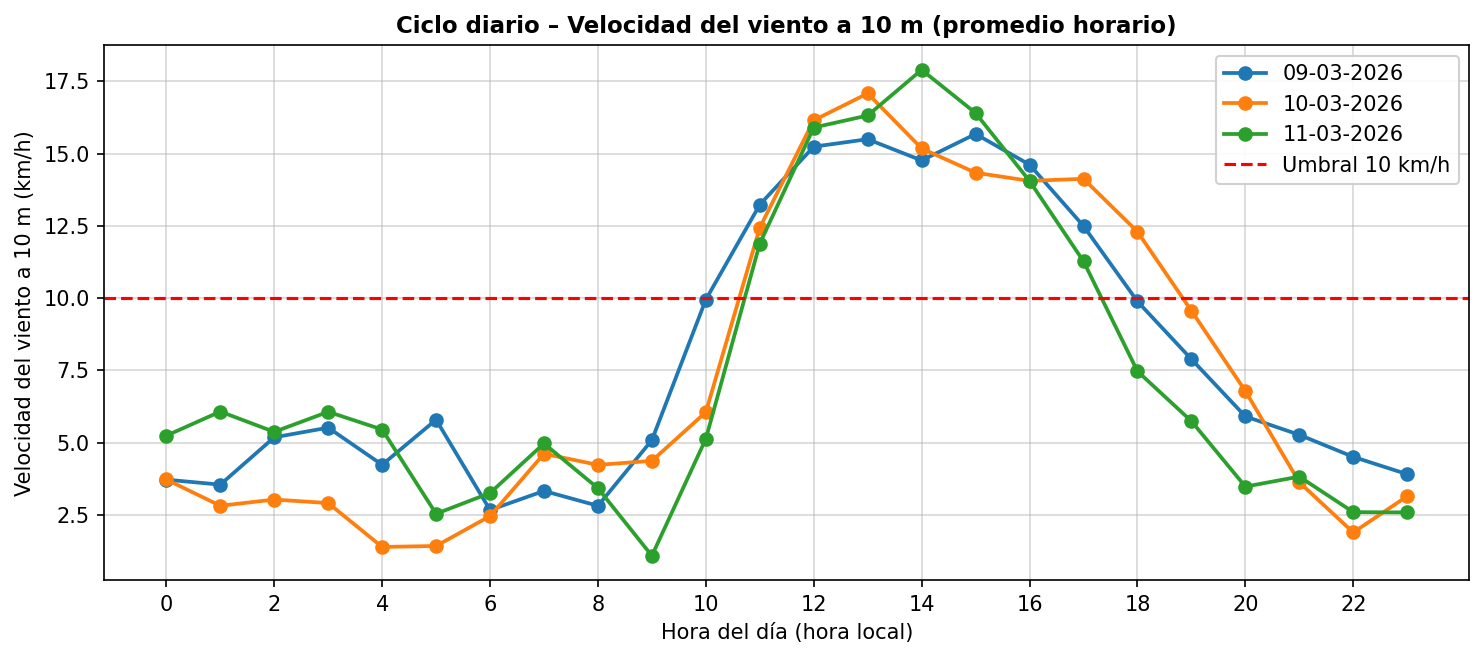 Ciclo diario – Velocidad del viento a 10 m (promedio horario)
09-03-2026
10-03-2026
11-03-2026
Umbral 10 km/h
Velocidad del viento a 10 m (km/h)
17.5
15.0
12.5
10.0
7.5
5.0
2.5
0 2 4 6 8 10 12 14 16 18 20 22
Hora del día (hora local)